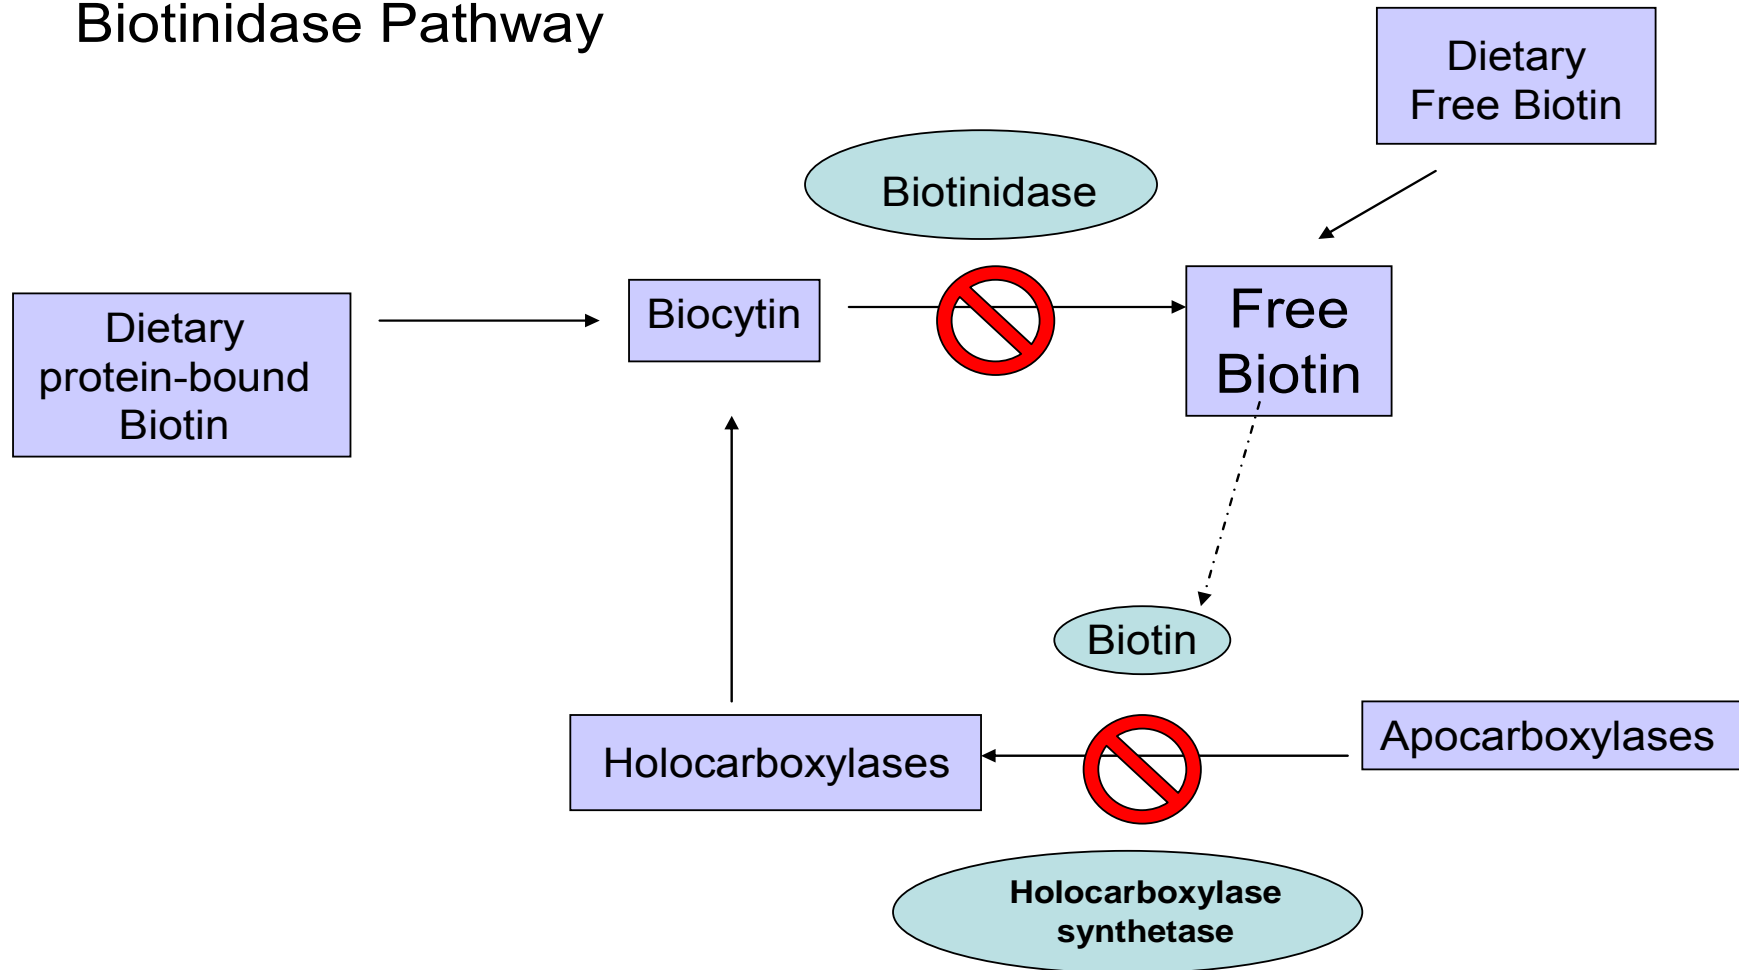 Biotinidase Pathway
Dietary
Free Biotin
Biotinidase
Dietary
protein-bound
Biotin
Biocytin
Free
Biotin
Biotin
Holocarboxylases
Apocarboxylases
Holocarboxylase
synthetase